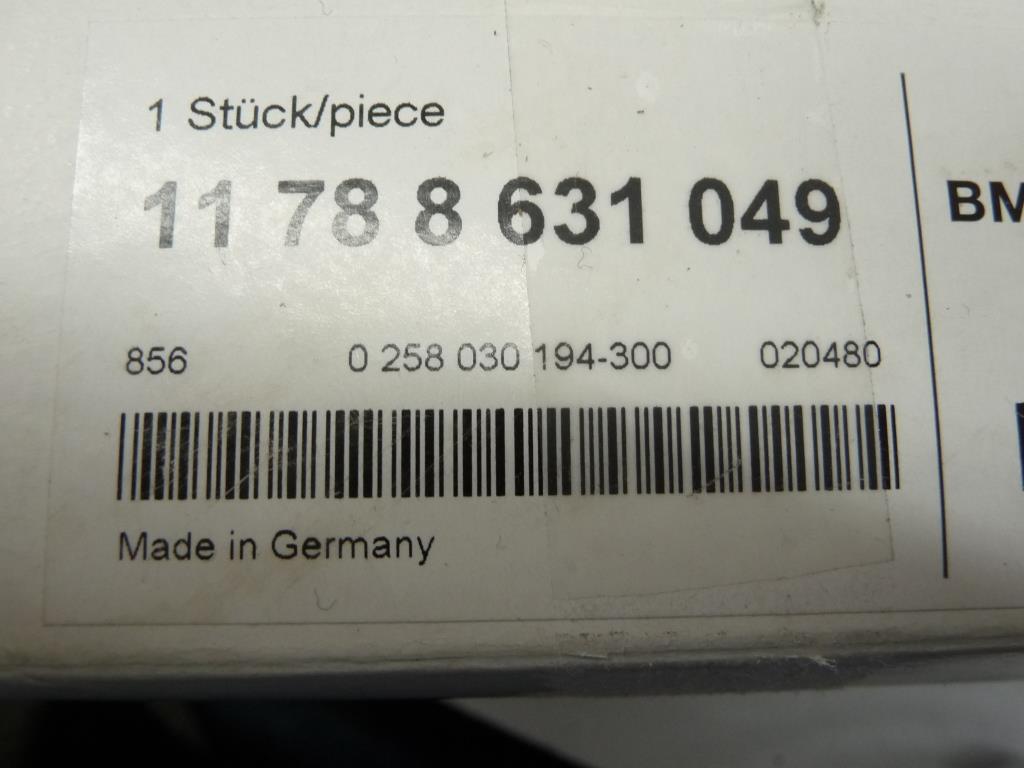 1 Stück/piece
11 78 8 631 049
BM
856 0 258 030 194-300 020480
Made in Germany